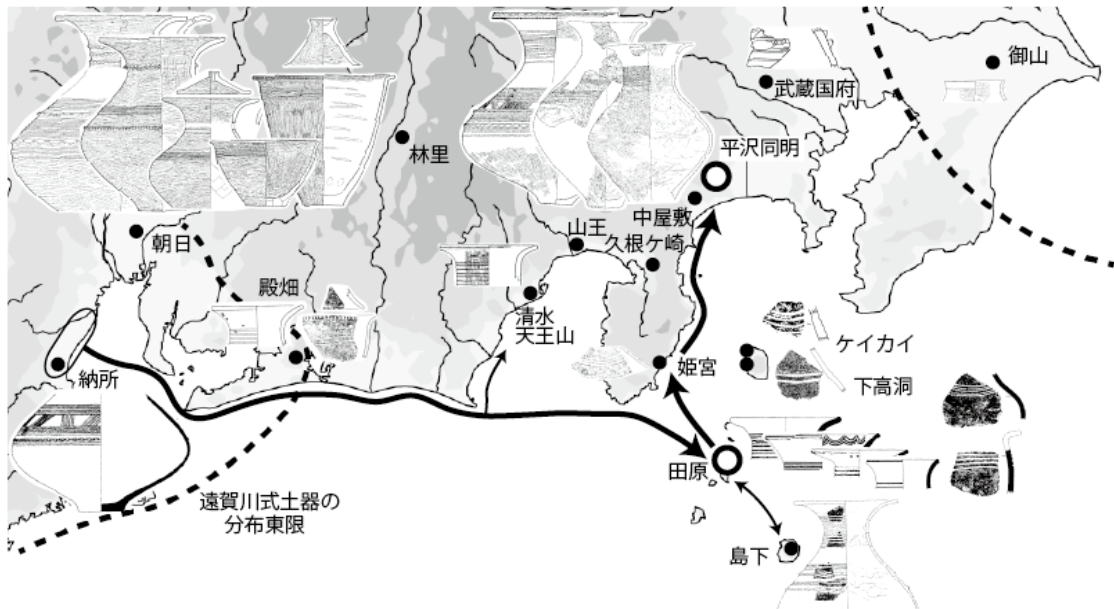 御山
武蔵国府
平沢同明
林里
中屋敷
山王
久根ケ崎
朝日
殿畑
清水
天王山
納所
姫宮
ケイカイ
下高洞
田原
遠賀川式土器の
分布東限
島下